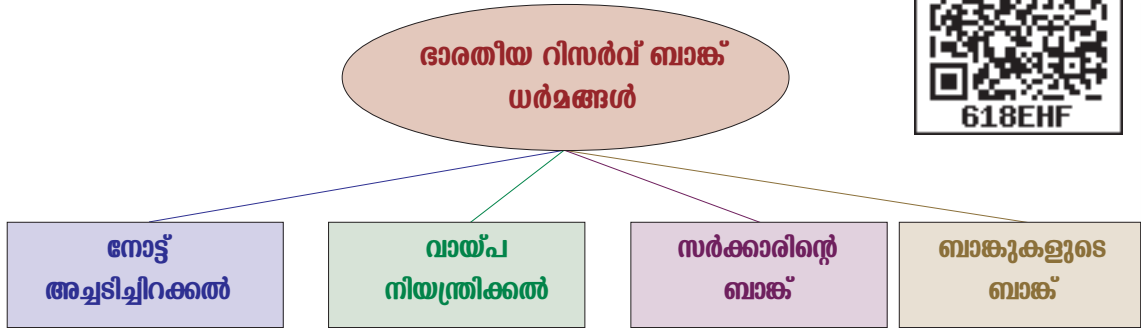 ഭാരതീയ റിസർവ് ബാങ്ക്
ധർമങ്ങൾ
618EHF
നോട്ട്
അച്ചടിച്ചിറക്കൽ
വായ്പ
നിയന്ത്രിക്കൽ
സർക്കാരിന്റെ
ബാങ്ക്
ബാങ്കുകളുടെ
ബാങ്ക്